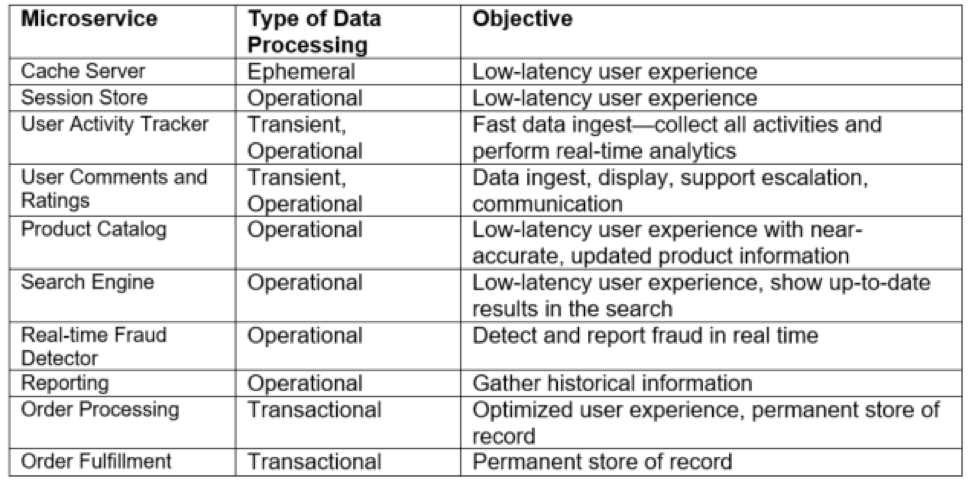 Microservice Type of Data Objective
Processing
Cache Server Ephemeral Low-latency user experience
Session Store Operational Low-latency user experience
User Activity Tracker Transient, Fast data ingest—collect all activities and
Operational perform real-time analytics
User Comments and Transient, Data ingest, display, support escalation,
Ratings Operational communication
Product Catalog Operational Low-latency user experience with near-
accurate, updated product information
Search Engine Operational Low-latency user experience, show up-to-date
results in the search
Real-time Fraud Operational Detect and report fraud in real time
Detector
Reporting Operational Gather historical information
Order Processing Transactional Optimized user experience, permanent store of
record
Order Fulfillment Transactional Permanent store of record